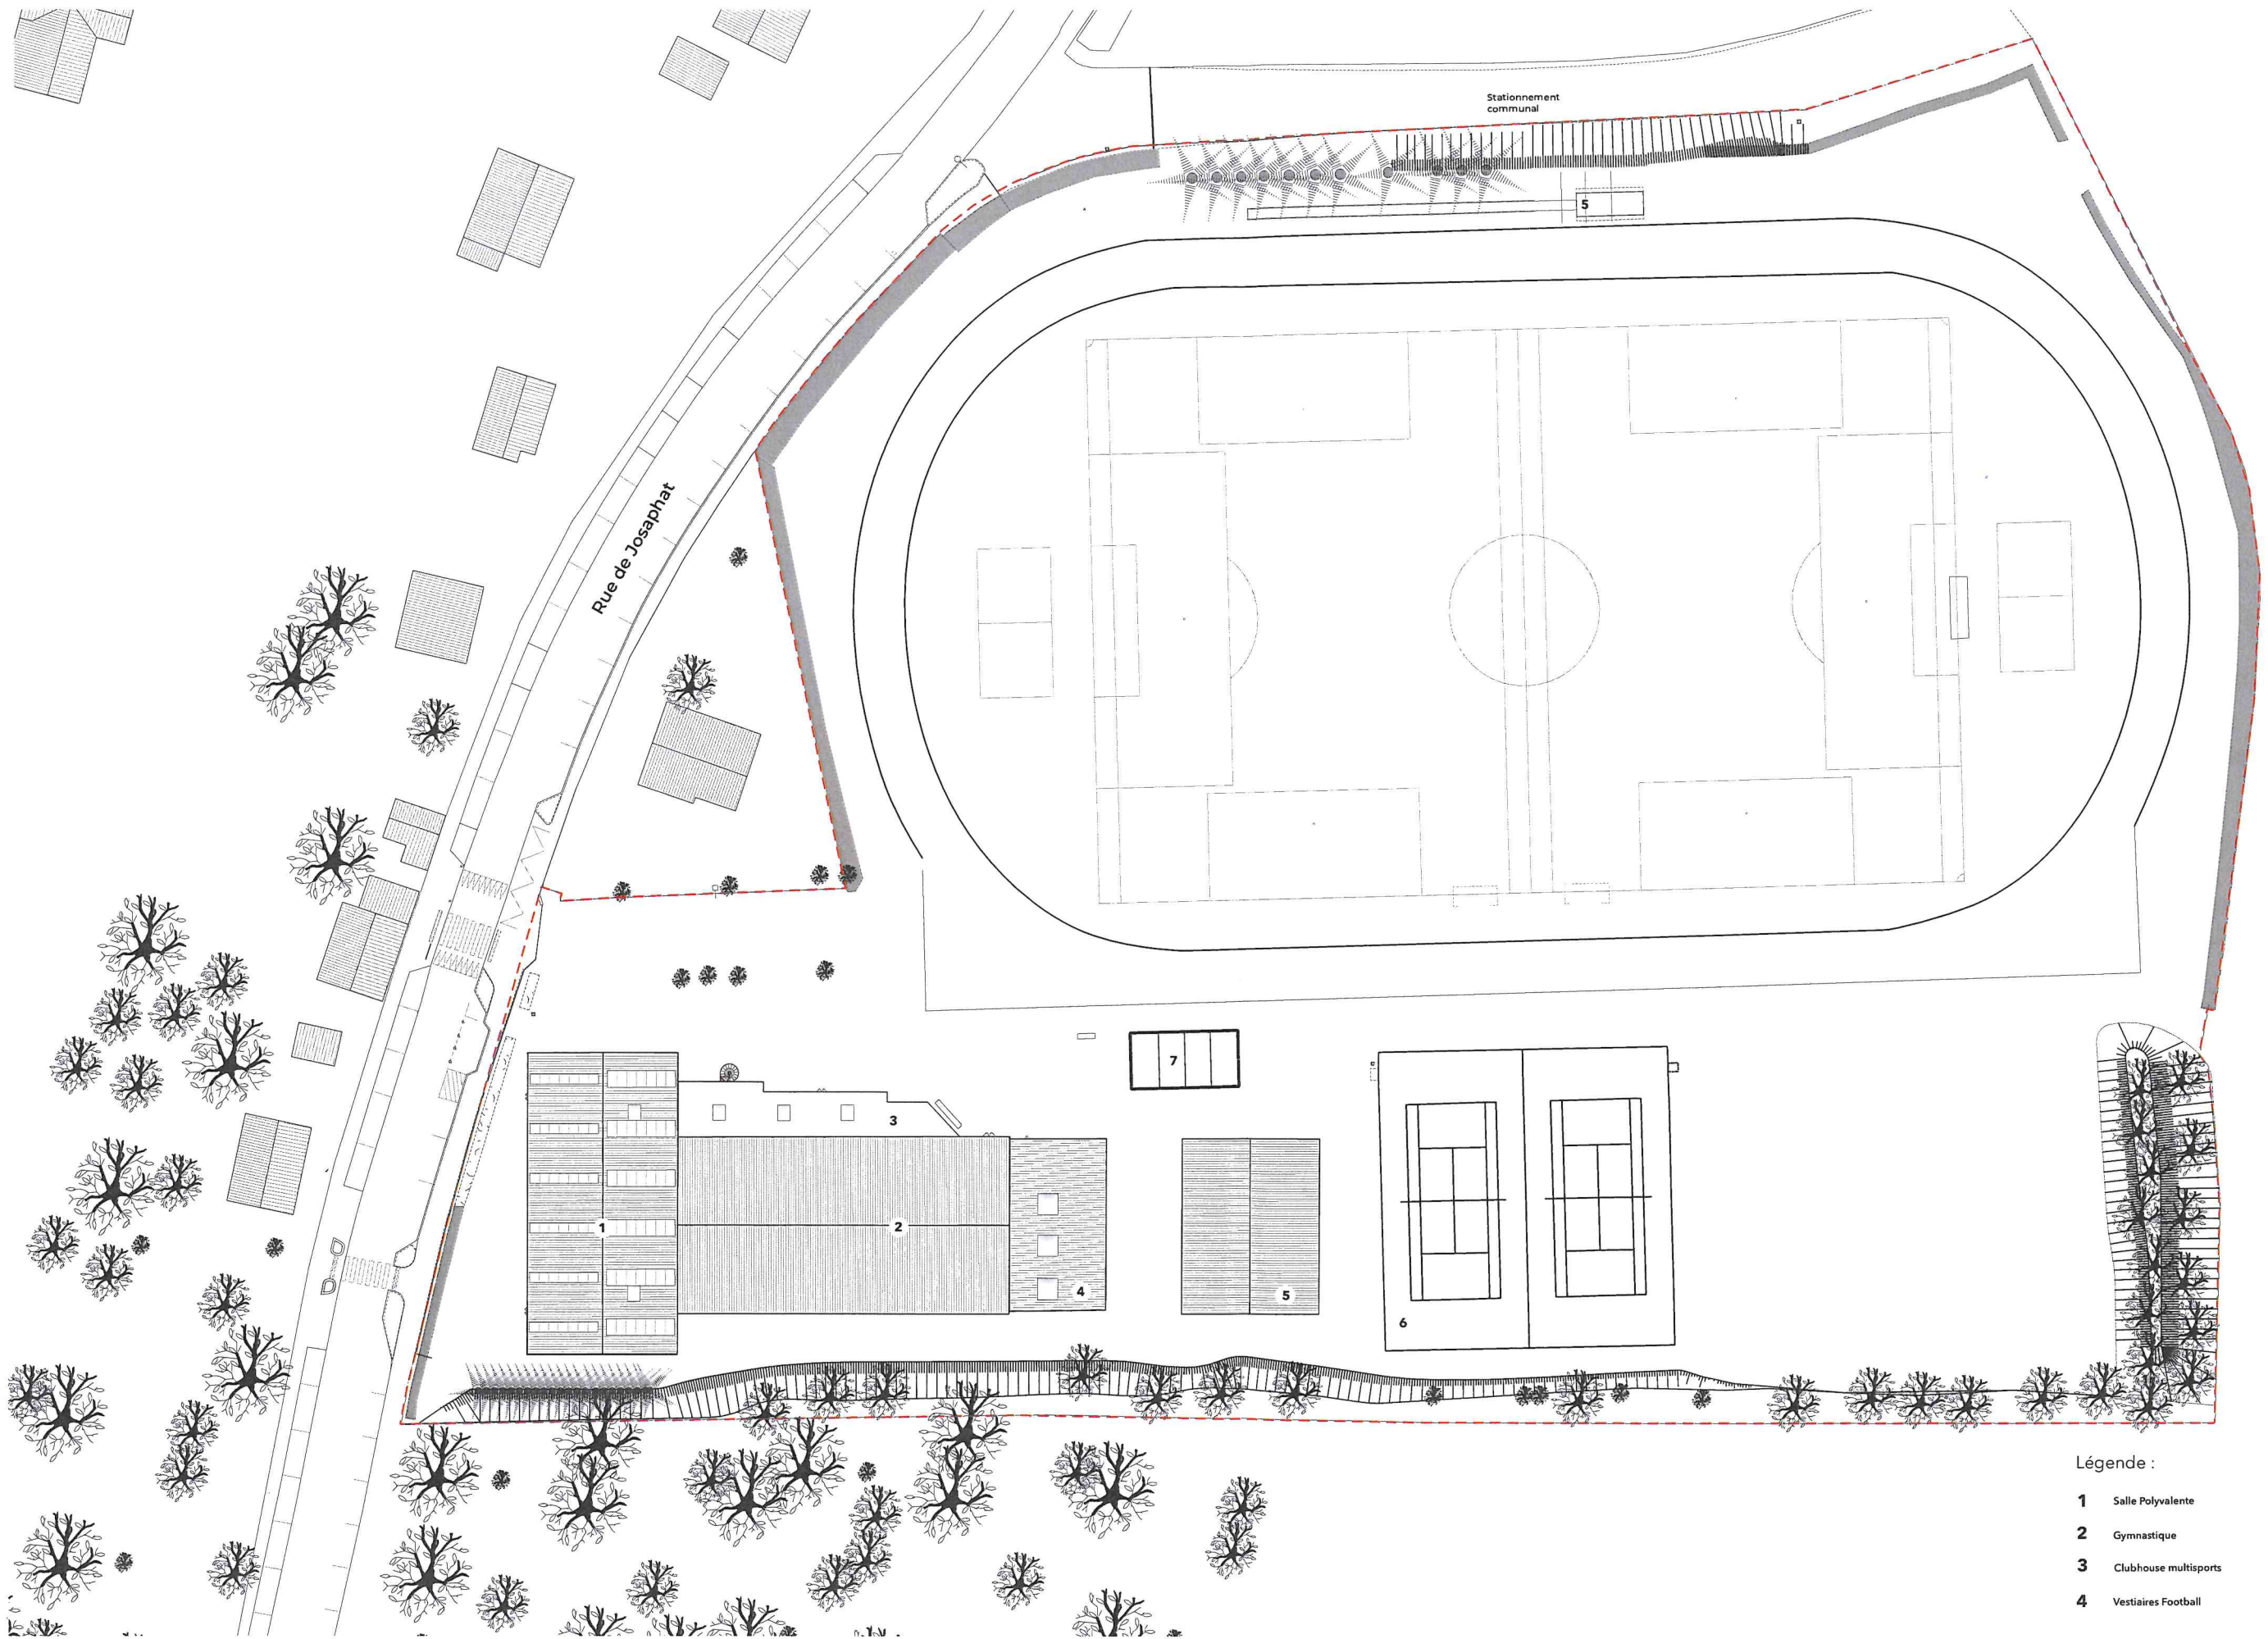 Stationnement
communal
5
Rue de Josaphat
7
3
1
2
4
5
6
Légende :
1 Salle Polyvalente
2 Gymnastique
3 Clubhouse multisports
4 Vestiaires Football